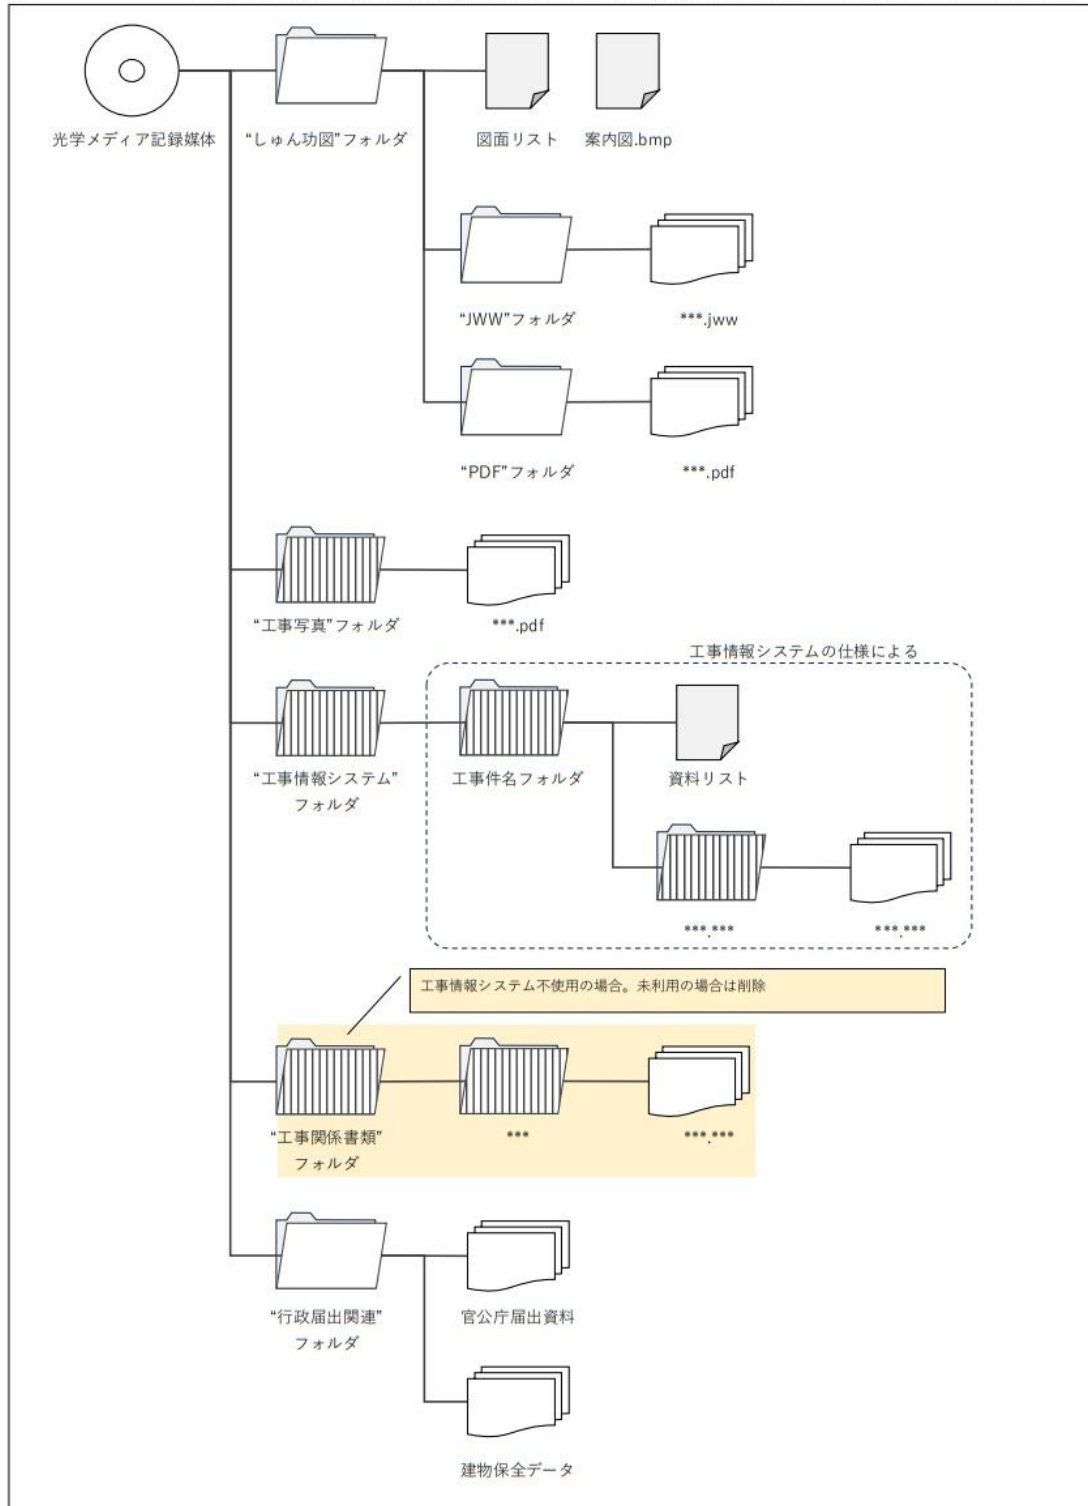 光学メディア記録媒体
“しゅん功図”フォルダ
図面リスト
案内図.bmp
“JWW”フォルダ
***.jww
“PDF”フォルダ
***.pdf
“工事写真”フォルダ
***.pdf
工事情報システムの仕様による
“工事情報システム”
フォルダ
工事件名フォルダ
資料リスト
***.***
***.***
工事情報システム不使用の場合。未利用の場合は削除
“工事関係書類”
フォルダ
***
***.***
“行政届出関連”
フォルダ
官公庁届出資料
建物保全データ